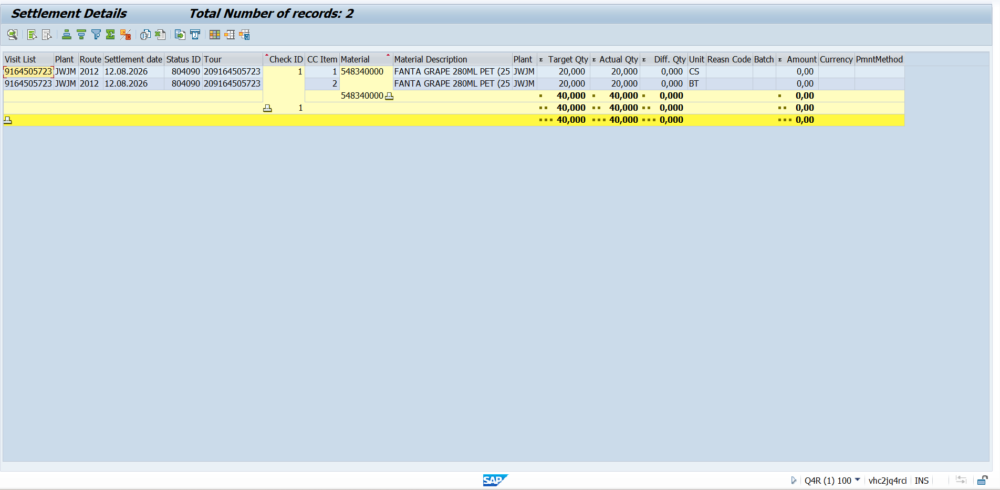 Settlement Details Total Number of records: 2
Visit List Plant Route Settlement date Status ID Tour Check ID CC Item Material Material Description Plant Σ Target Qty Σ Actual Qty Σ Diff. Qty Unit Reasn Code Batch Σ Amount Currency PmntMethod
9164505723 JWJM 2012 12.08.2026 804090 209164505723 1 1 548340000 FANTA GRAPE 280ML PET (25 JWJM 20,000 20,000 0,000 CS 0,00
9164505723 JWJM 2012 12.08.2026 804090 209164505723 2 FANTA GRAPE 280ML PET (25 JWJM 20,000 20,000 0,000 BT 0,00
548340000 40,000 40,000 0,000 0,00
1 40,000 40,000 0,000 0,00
40,000 40,000 0,000 0,00
SAP Q4R (1) 100 vhc2jq4rci INS